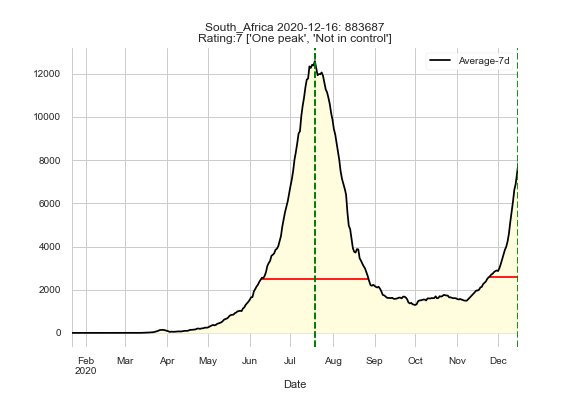 South_Africa 2020-12-16: 883687
Rating:7 ['One peak', 'Not in control']
Average-7d
12000
10000
8000
6000
4000
2000
0
Feb Mar Apr May Jun Jul Aug Sep Oct Nov Dec
2020
Date